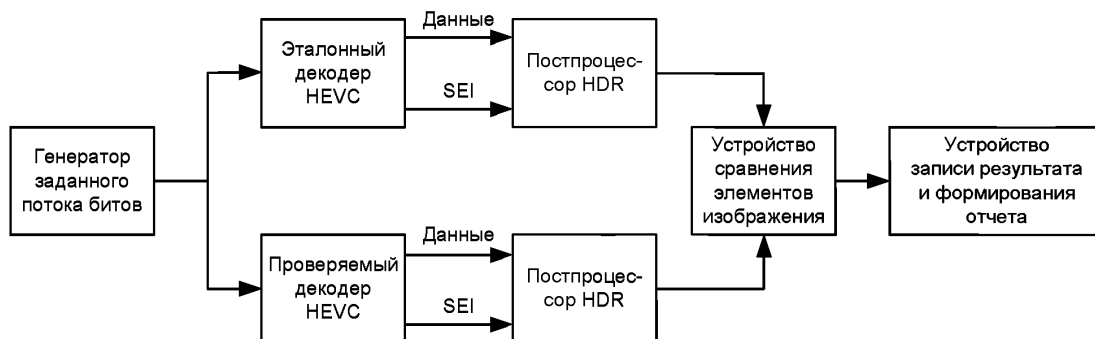 Данные
Эталонный
декодер
HEVC
SEI
Постпроцес-
сор HDR
Генератор
заданного
потока битов
Устройство
сравнения
элементов
изображения
Устройство
записи результата
и формирования
отчета
Данные
Проверяемый
декодер
HEVC
SEI
Постпроцес-
сор HDR